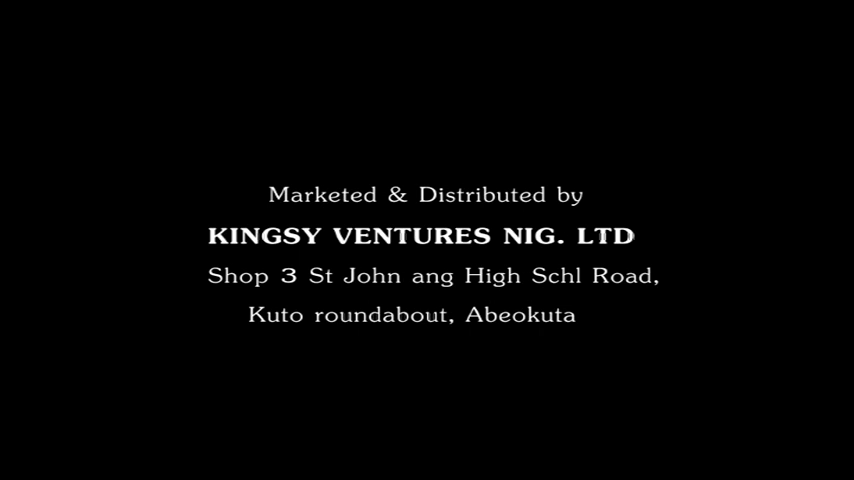 Marketed & Distributed by
KINGSY VENTURES NIG. LTD
Shop 3 St John ang High Schl Road,
Kuto roundabout, Abeokuta